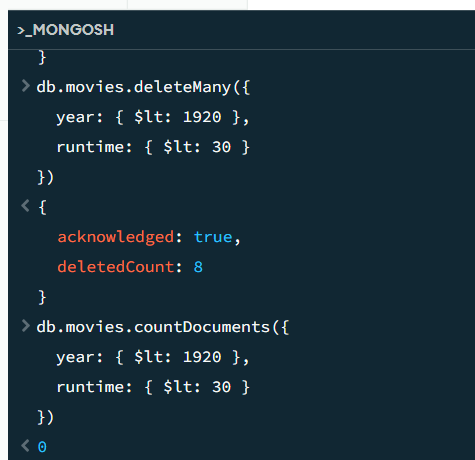 >_MONGOSH
}
> db.movies.deleteMany({
year: { $lt: 1920 },
runtime: { $lt: 30 }
})
< {
acknowledged: true,
deletedCount: 8
}
> db.movies.countDocuments({
year: { $lt: 1920 },
runtime: { $lt: 30 }
})
< 0